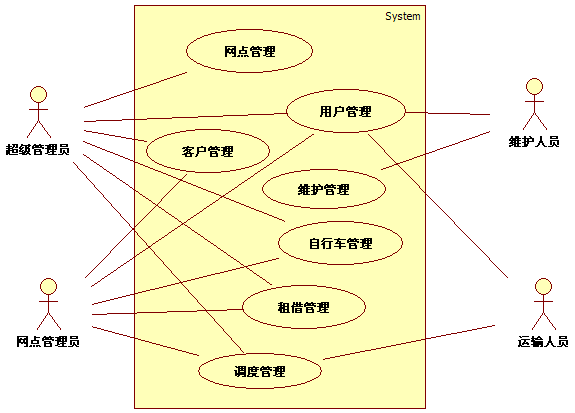 System
网点管理
用户管理
超级管理员
客户管理
维护人员
维护管理
自行车管理
租借管理
网点管理员
运输人员
调度管理